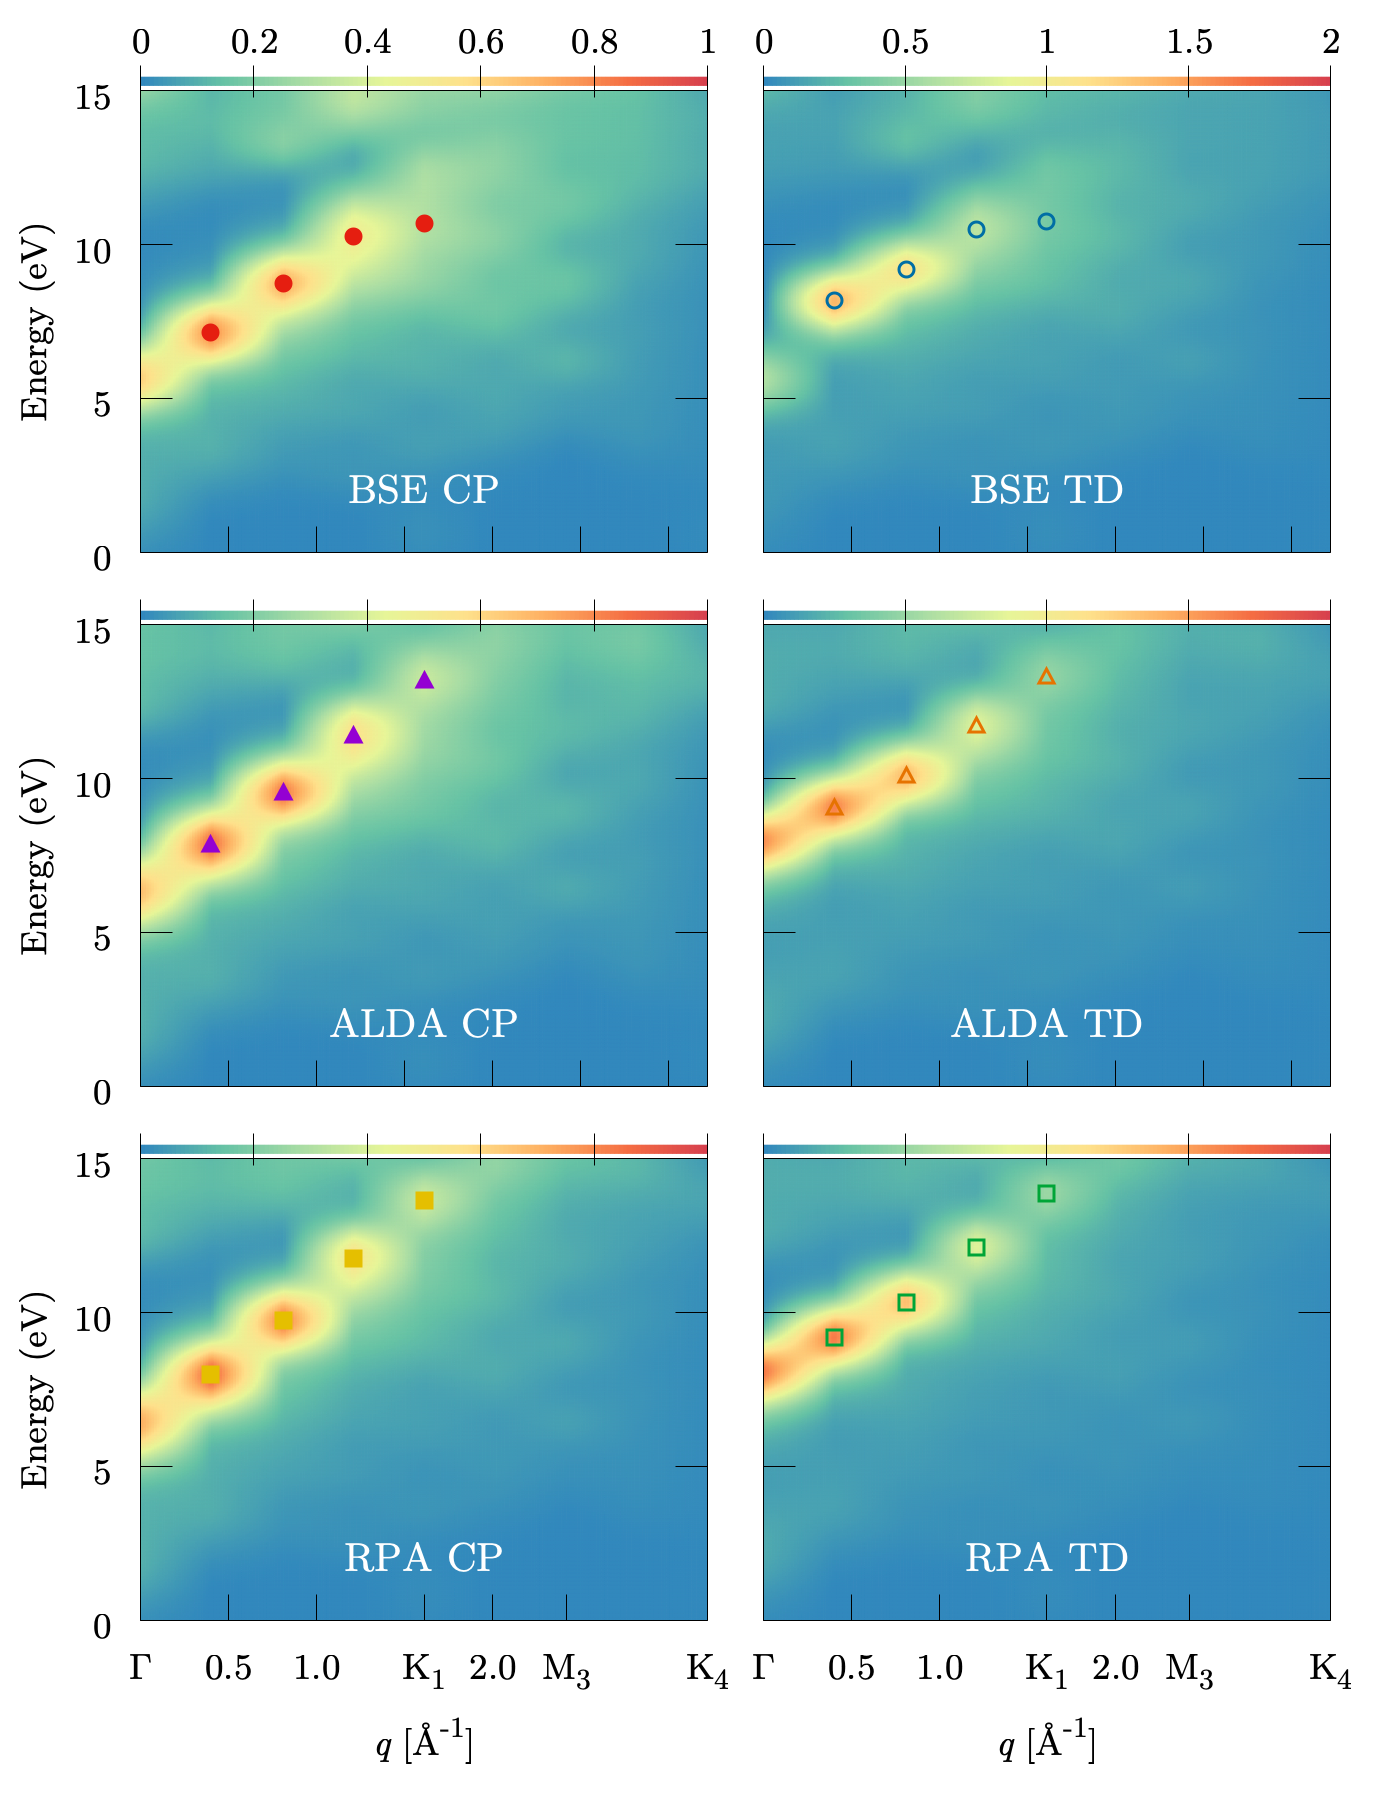 0 0.2 0.4 0.6 0.8 1
0 0.5 1 1.5 2
15
10
5
0
Energy (eV)
BSE CP
BSE TD
15
10
5
0
Energy (eV)
ALDA CP
ALDA TD
15
10
5
0
Energy (eV)
RPA CP
RPA TD
Γ 0.5 1.0 K₁ 2.0 M₃ K₄
Γ 0.5 1.0 K₁ 2.0 M₃ K₄
q [Å⁻¹]
q [Å⁻¹]